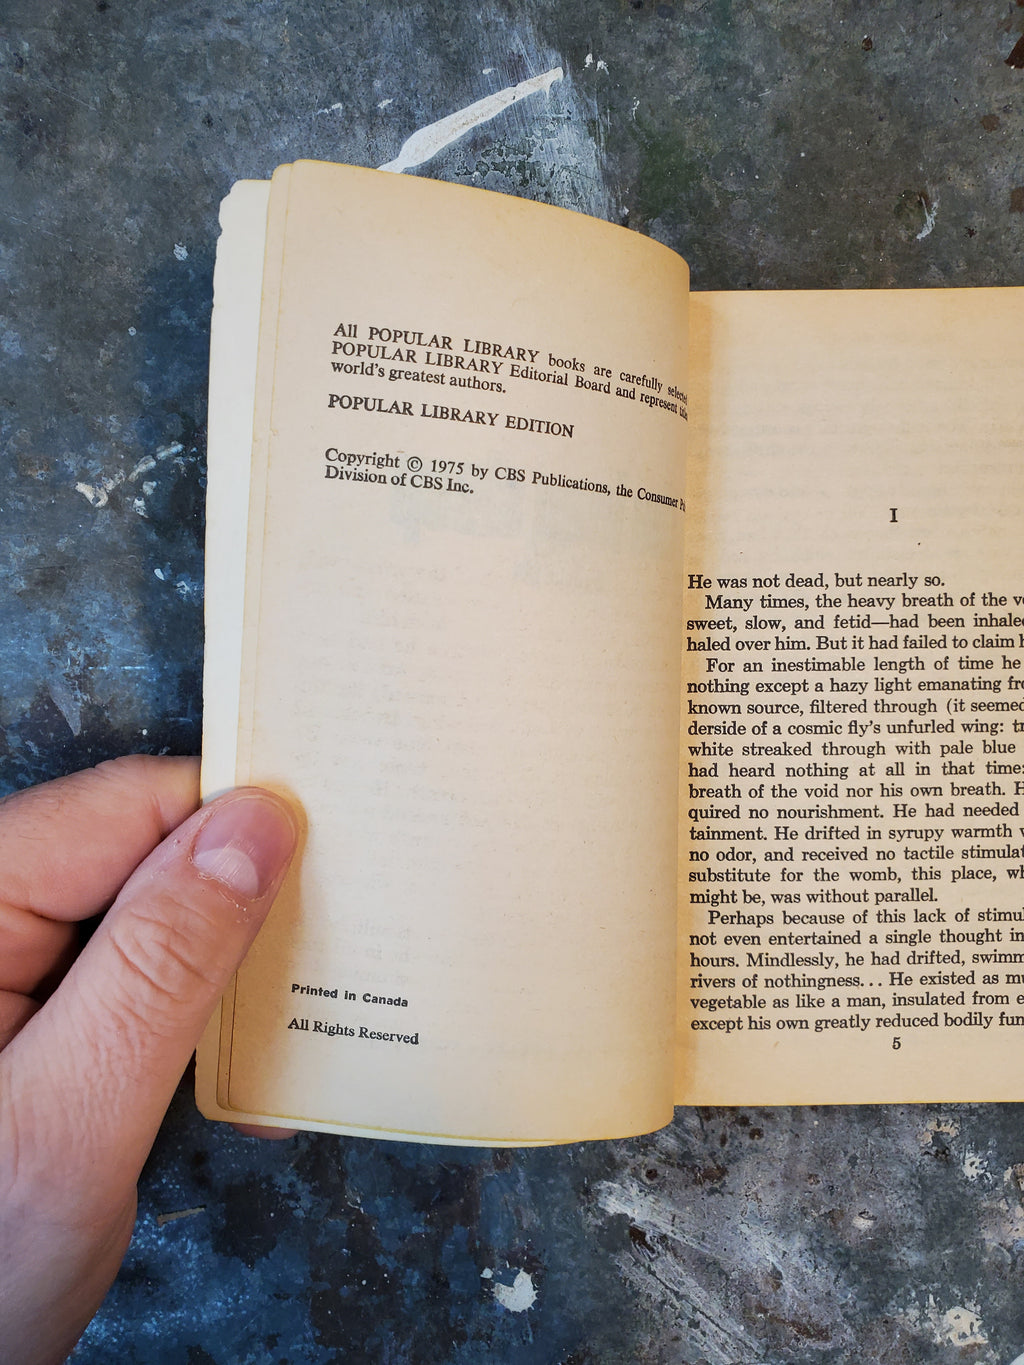 All POPULAR LIBRARY books are carefully selected
POPULAR LIBRARY Editorial Board and represent
world's greatest authors.
POPULAR LIBRARY EDITION
Copyright © 1975 by CBS Publications, the Consumer
Division of CBS Inc.
Printed in Canada
All Rights Reserved
I
He was not dead, but nearly so.
Many times, the heavy breath of the
sweet, slow, and fetid—had been
haled over him. But it had failed to claim
For an inestimable length of time he
nothing except a hazy light emanating
known source, filtered through (it seemed
derside of a cosmic fly's unfurled wing:
white streaked through with pale blue
had heard nothing at all in that time:
breath of the void nor his own breath.
quired no nourishment. He had needed
tainment. He drifted in syrupy warmth
no odor, and received no tactile
substitute for the womb, this place,
might be, was without parallel.
Perhaps because of this lack of
not even entertained a single thought in
hours. Mindlessly, he had drifted,
rivers of nothingness... He existed as
vegetable as like a man, insulated from
except his own greatly reduced bodily
5